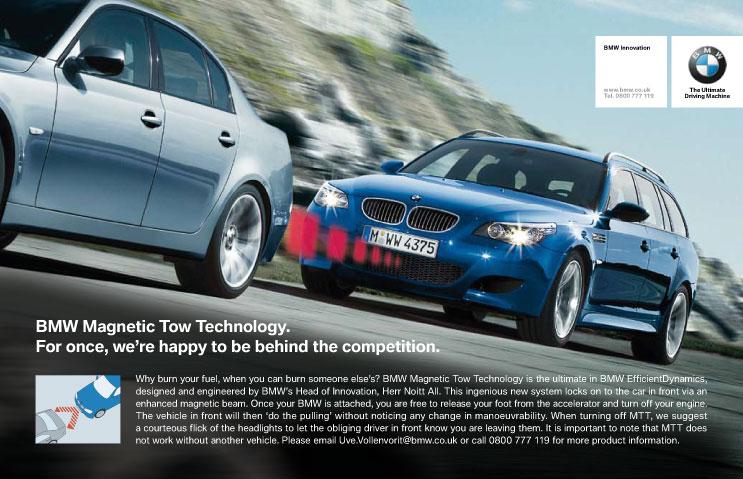 BMW Innovation
www.bmw.co.uk
Tel. 0800 777 119
BMW
The Ultimate
Driving Machine
M WW 4375
BMW Magnetic Tow Technology.
For once, we’re happy to be behind the competition.
Why burn your fuel, when you can burn someone else’s? BMW Magnetic Tow Technology is the ultimate in BMW EfficientDynamics,
designed and engineered by BMW’s Head of Innovation, Herr Noitt All. This ingenious new system locks on to the car in front via an
enhanced magnetic beam. Once your BMW is attached, you are free to release your foot from the accelerator and turn off your engine.
The vehicle in front will then ‘do the pulling’ without noticing any change in manoeuvrability. When turning off MTT, we suggest
a courteous flick of the headlights to let the obliging driver in front know you are leaving them. It is important to note that MTT does
not work without another vehicle. Please email Uve.Vollenvorit@bmw.co.uk or call 0800 777 119 for more product information.